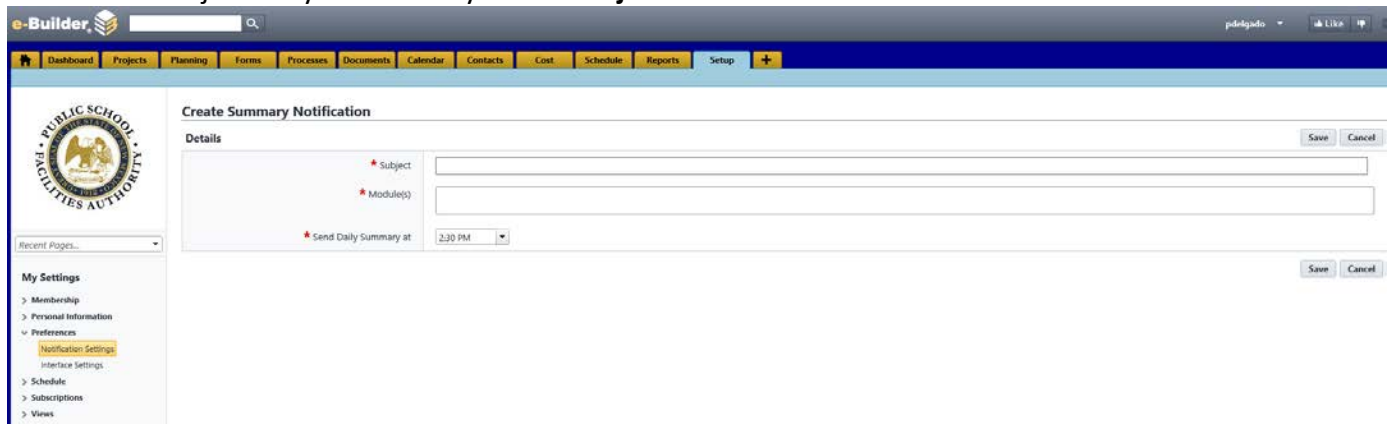 e-Builder
pdelgado
Like
Dashboard Projects Planning Forms Processes Documents Calendar Contacts Cost Schedule Reports Setup +
PUBLIC SCHOOL FACILITIES AUTHORITY
Create Summary Notification
Details
Save Cancel
* Subject
* Module(s)
* Send Daily Summary at 2:30 PM
Save Cancel
Recent Pages...
My Settings
> Membership
> Personal Information
Preferences
Notification Settings
Interface Settings
> Schedule
> Subscriptions
> Views